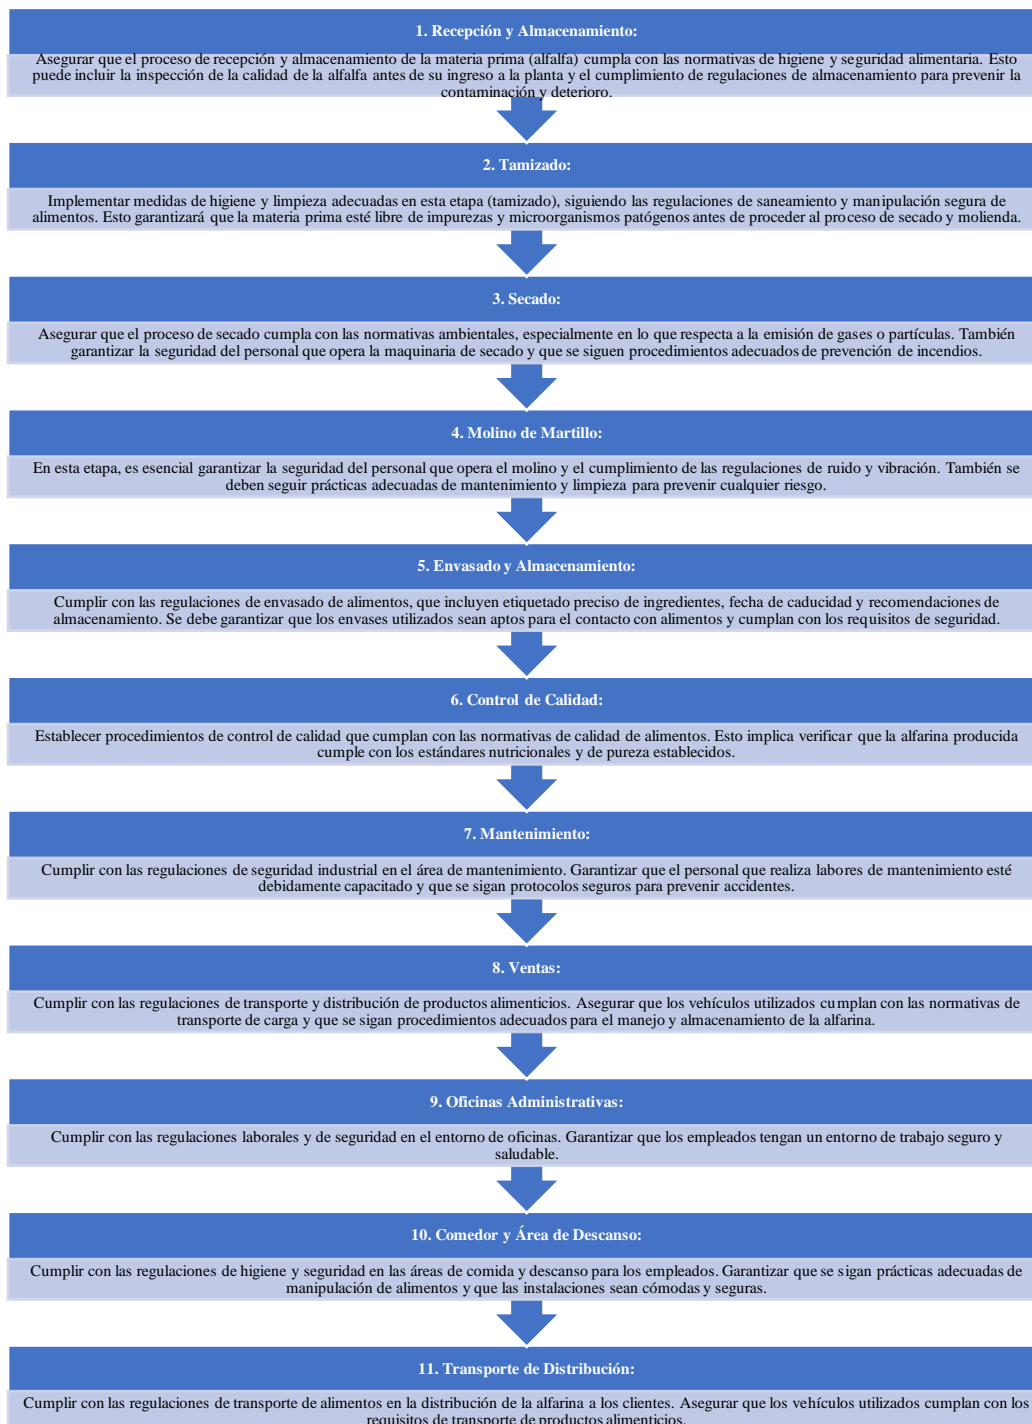 1. Recepción y Almacenamiento:
Asegurar que el proceso de recepción y almacenamiento de la materia prima (alfalfa) cumpla con las normativas de higiene y seguridad alimentaria. Esto
puede incluir la inspección de la calidad de la alfalfa antes de su ingreso a la planta y el cumplimiento de regulaciones de almacenamiento para prevenir la
contaminación y deterioro.
2. Tamizado:
Implementar medidas de higiene y limpieza adecuadas en esta etapa (tamizado), siguiendo las regulaciones de saneamiento y manipulación segura de
alimentos. Esto garantizará que la materia prima esté libre de impurezas y microorganismos patógenos antes de proceder al proceso de secado y molienda.
3. Secado:
Asegurar que el proceso de secado cumpla con las normativas ambientales, especialmente en lo que respecta a la emisión de gases o partículas. También
garantizar la seguridad del personal que opera la maquinaria de secado y que se siguen procedimientos adecuados de prevención de incendios.
4. Molino de Martillo:
En esta etapa, es esencial garantizar la seguridad del personal que opera el molino y el cumplimiento de las regulaciones de ruido y vibración. También se
deben seguir prácticas adecuadas de mantenimiento y limpieza para prevenir cualquier riesgo.
5. Envasado y Almacenamiento:
Cumplir con las regulaciones de envasado de alimentos, que incluyen etiquetado preciso de ingredientes, fecha de caducidad y recomendaciones de
almacenamiento. Se debe garantizar que los envases utilizados sean aptos para el contacto con alimentos y cumplan con los requisitos de seguridad.
6. Control de Calidad:
Establecer procedimientos de control de calidad que cumplan con las normativas de calidad de alimentos. Esto implica verificar que la alfarina producida
cumple con los estándares nutricionales y de pureza establecidos.
7. Mantenimiento:
Cumplir con las regulaciones de seguridad industrial en el área de mantenimiento. Garantizar que el personal que realiza labores de mantenimiento esté
debidamente capacitado y que se sigan protocolos seguros para prevenir accidentes.
8. Ventas:
Cumplir con las regulaciones de transporte y distribución de productos alimenticios. Asegurar que los vehículos utilizados cumplan con las normativas de
transporte de carga y que se sigan procedimientos adecuados para el manejo y almacenamiento de la alfarina.
9. Oficinas Administrativas:
Cumplir con las regulaciones laborales y de seguridad en el entorno de oficinas. Garantizar que los empleados tengan un entorno de trabajo seguro y
saludable.
10. Comedor y Área de Descanso:
Cumplir con las regulaciones de higiene y seguridad en las áreas de comida y descanso para los empleados. Garantizar que se sigan prácticas adecuadas de
manipulación de alimentos y que las instalaciones sean cómodas y seguras.
11. Transporte de Distribución:
Cumplir con las regulaciones de transporte de alimentos en la distribución de la alfarina a los clientes. Asegurar que los vehículos utilizados cumplan con los
requisitos de transporte de productos alimenticios.